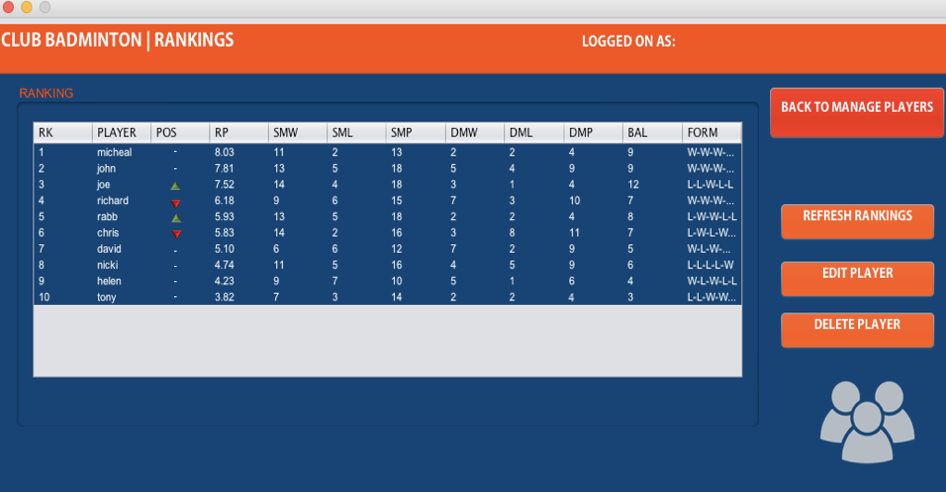 CLUB BADMINTON | RANKINGS
LOGGED ON AS:
RANKING
BACK TO MANAGE PLAYERS
RK PLAYER POS RP SMW SML SMP DMW DML DMP BAL FORM
1 micheal - 8.03 11 2 13 2 2 4 9 W-W-W-...
2 john - 7.81 13 5 18 5 4 9 9 W-W-W-...
3 joe 7.52 14 4 18 3 1 4 12 L-L-W-L-L
4 richard 6.18 9 6 15 7 3 10 7 W-W-W-...
5 rabb 5.93 13 5 18 2 2 4 8 L-W-W-L-L
6 chris 5.83 14 2 16 3 8 11 7 L-W-L-W...
7 david - 5.10 6 6 12 7 2 9 5 W-L-W-...
8 nicki - 4.74 11 5 16 4 5 9 6 L-L-L-L-W
9 helen - 4.23 9 7 10 5 1 6 4 W-L-W-L-L
10 tony - 3.82 7 3 14 2 2 4 3 L-L-W-W...
REFRESH RANKINGS
EDIT PLAYER
DELETE PLAYER